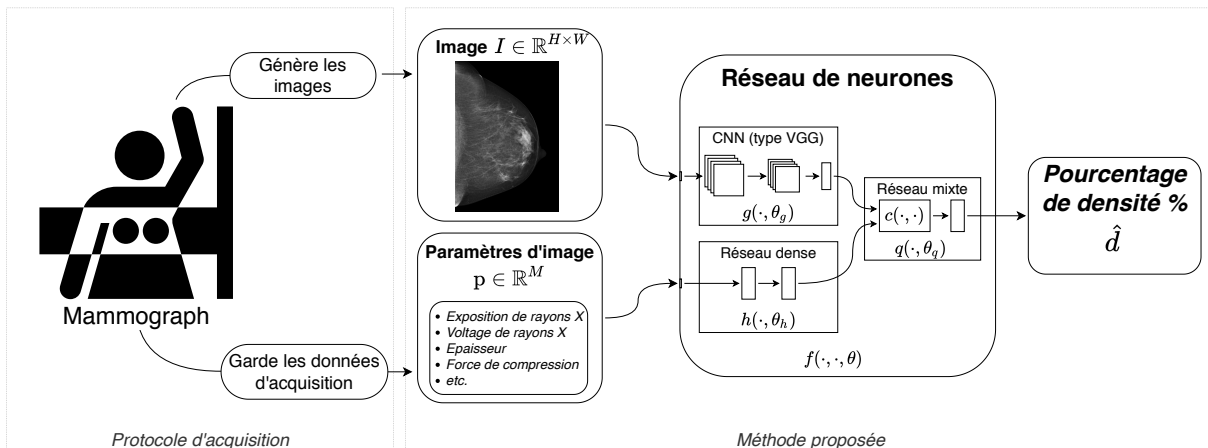 Génère les
images
Mammograph
Garde les données
d'acquisition
Protocole d'acquisition
Image I ∈ ℝ^{H×W}
Paramètres d'image
p ∈ ℝ^M
• Exposition de rayons X
• Voltage de rayons X
• Epaisseur
• Force de compression
• etc.
Réseau de neurones
CNN (type VGG)
g(·, θ_g)
Réseau dense
h(·, θ_h)
Réseau mixte
c(·, ·)
q(·, θ_q)
f(·, ·, θ)
Pourcentage
de densité %
d̂
Méthode proposée